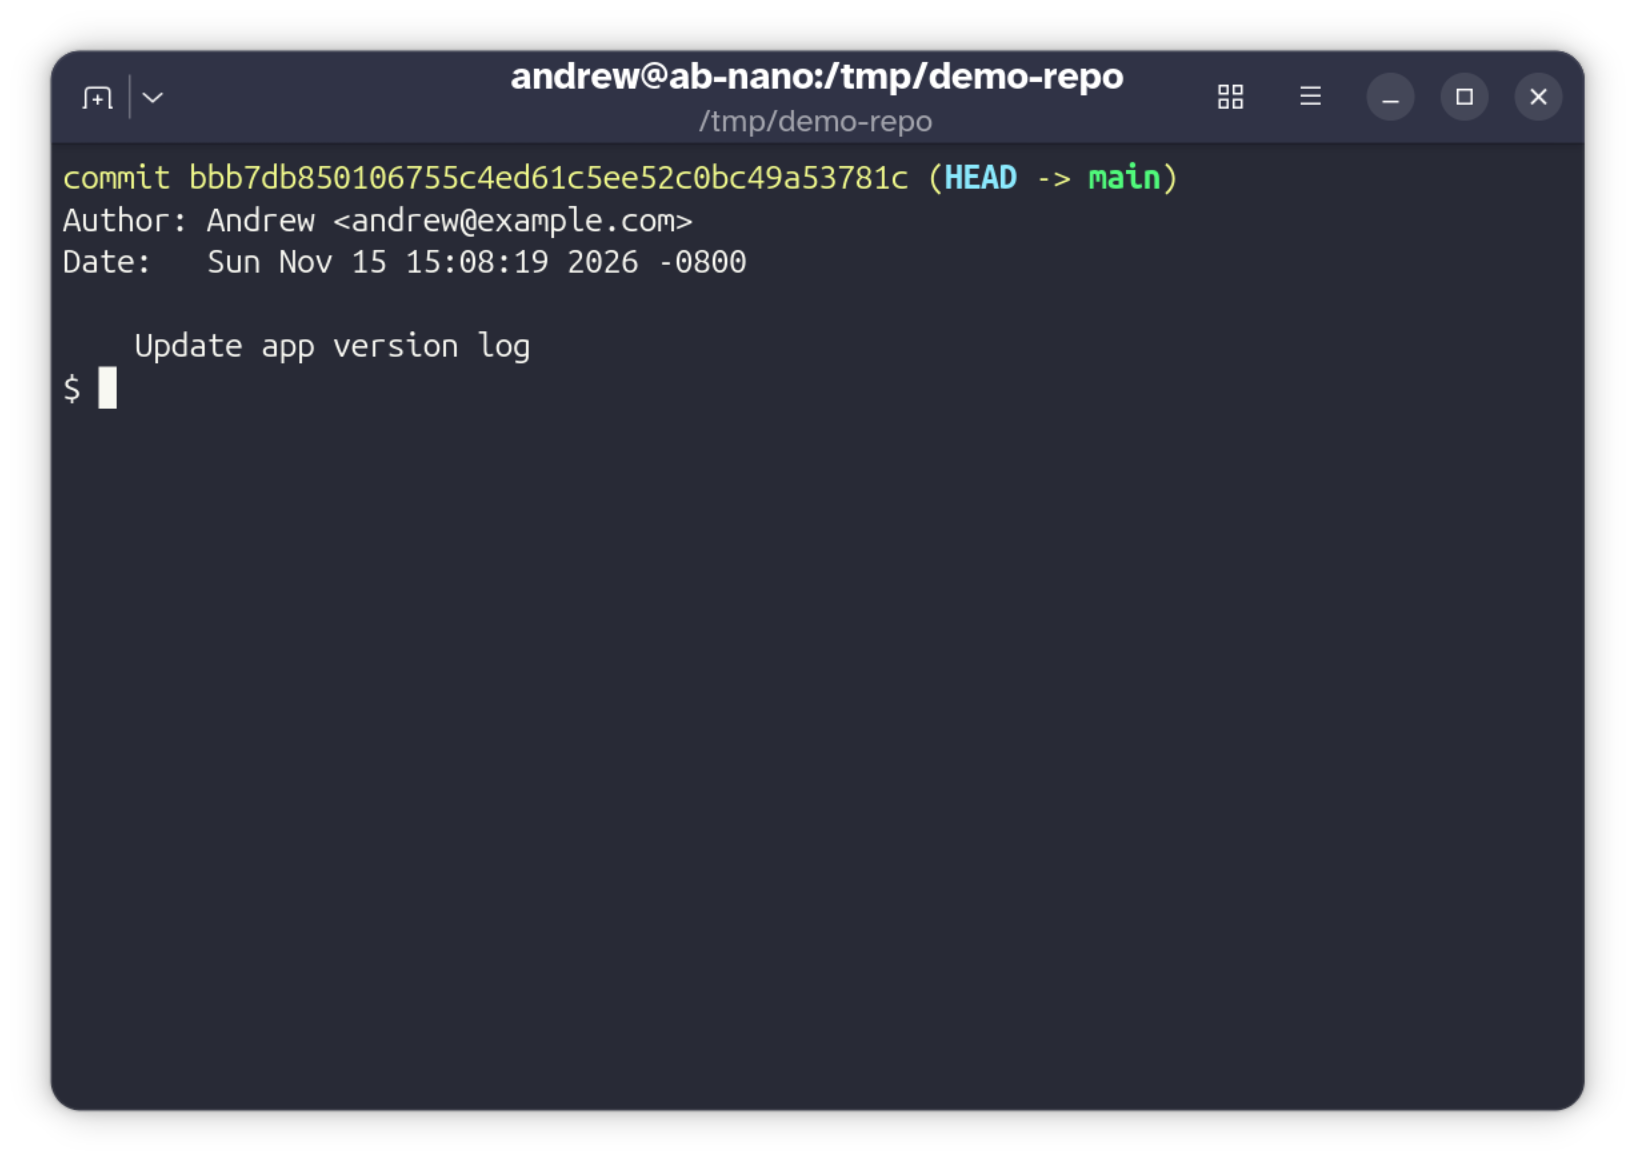 andrew@ab-nano:/tmp/demo-repo
/tmp/demo-repo
commit bbb7db850106755c4ed61c5ee52c0bc49a53781c (HEAD -> main)
Author: Andrew <andrew@example.com>
Date:   Sun Nov 15 15:08:19 2026 -0800
    Update app version log
$